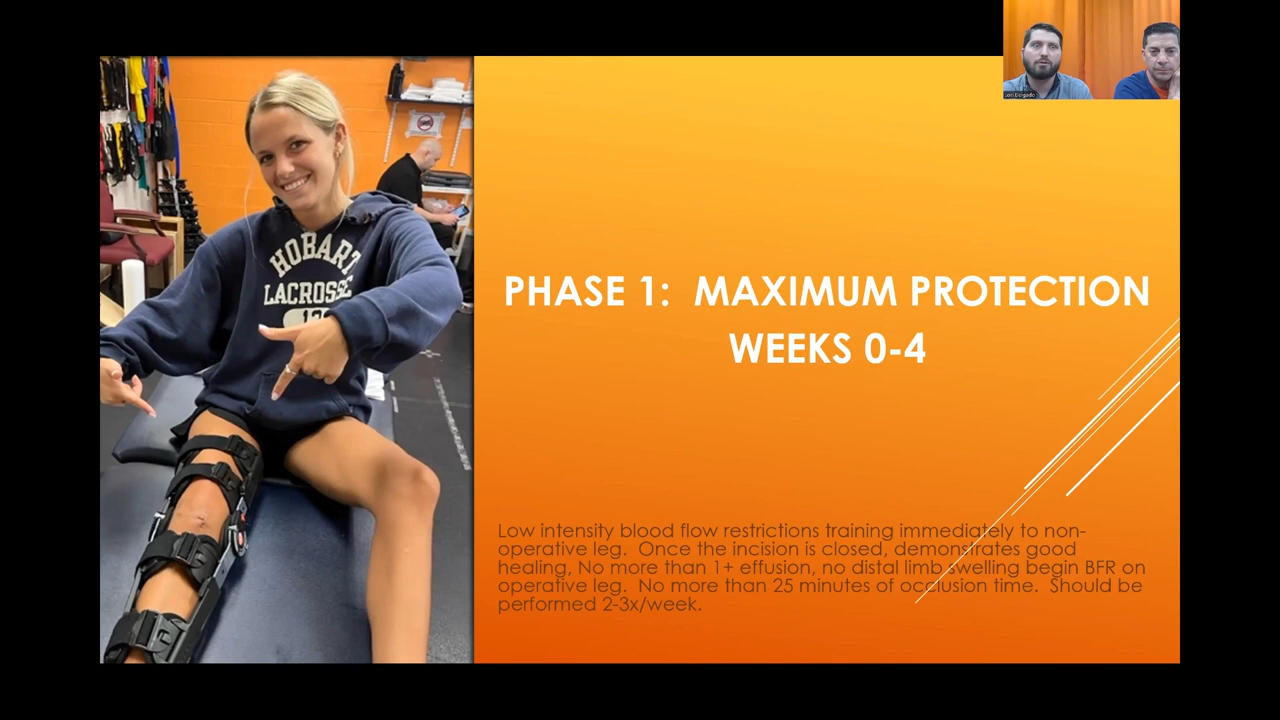 Lori Delgado
HOBART
LACROSSE
PHASE 1:  MAXIMUM PROTECTION
WEEKS 0-4
Low intensity blood flow restrictions training immediately to non-
operative leg.  Once the incision is closed, demonstrates good
healing, No more than 1+ effusion, no distal limb swelling begin BFR on
operative leg.  No more than 25 minutes of occlusion time.  Should be
performed 2-3x/week.